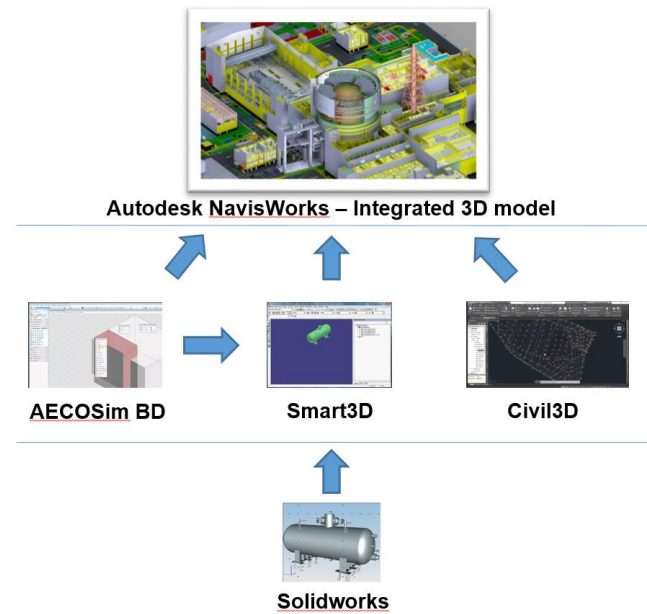 Autodesk NavisWorks – Integrated 3D model
AECOSim BD
Smart3D
Civil3D
Solidworks